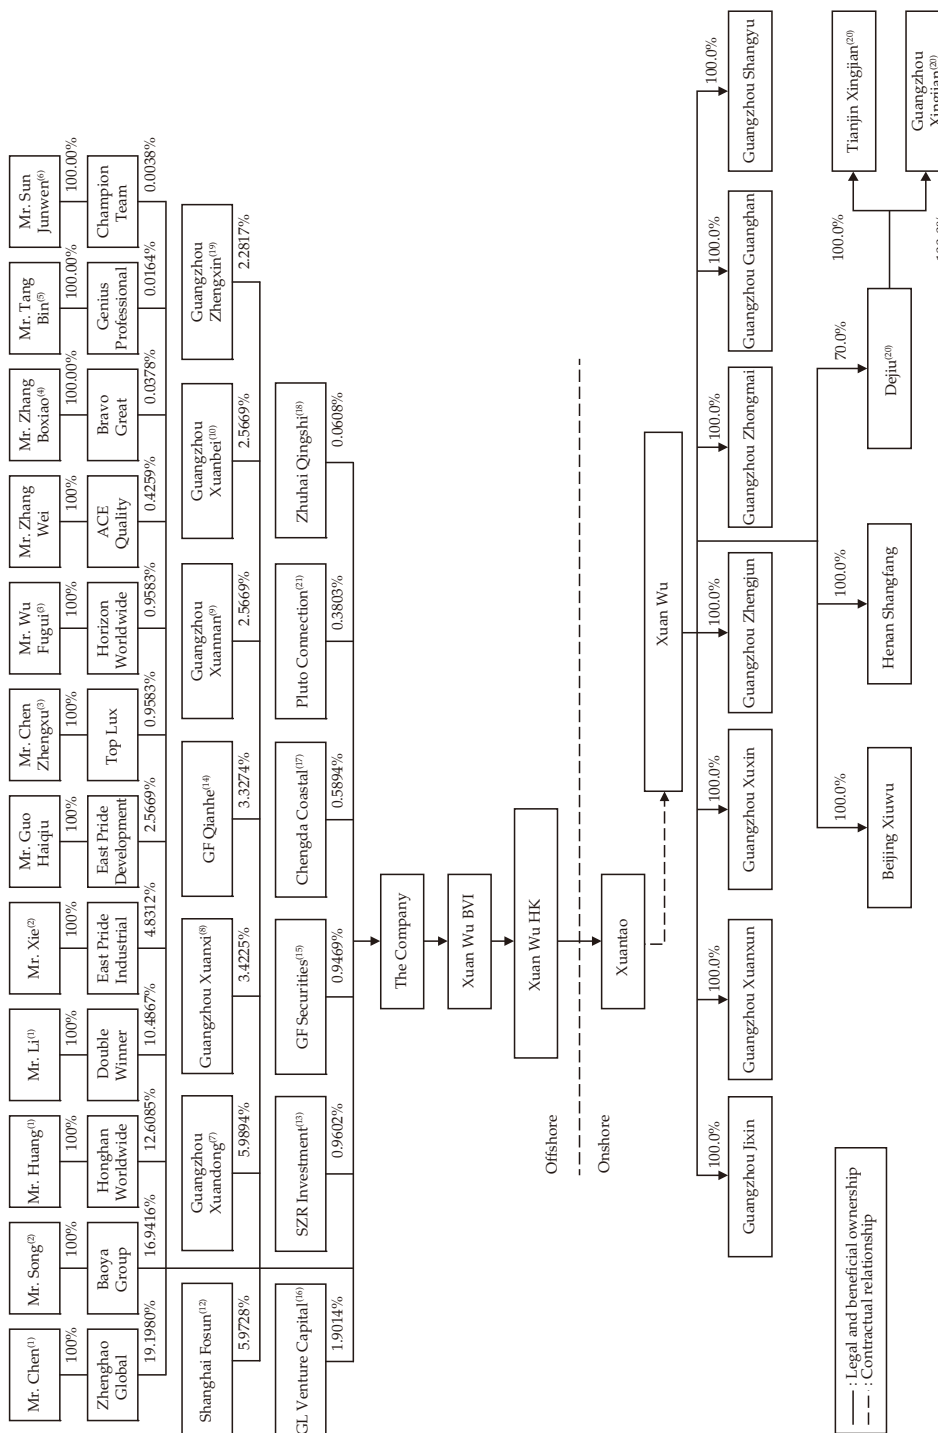 Mr. Chen(1)
100%
Zhenghao
Global
19.1980%
Mr. Song(2)
100%
Baoya
Group
16.9416%
Mr. Huang(1)
100%
Honghan
Worldwide
12.6085%
Mr. Li(1)
100%
Double
Winner
10.4867%
Mr. Xie(2)
100%
East Pride
Industrial
4.8312%
Mr. Guo
Haiqiu
100%
East Pride
Development
2.5669%
Mr. Chen
Zhengxu(3)
100%
Top Lux
0.9583%
Mr. Wu
Fugui(3)
100%
Horizon
Worldwide
0.9583%
Mr. Zhang
Wei
100%
ACE
Quality
0.4259%
Mr. Zhang
Boxiao(4)
100.00%
Bravo
Great
0.0378%
Mr. Tang
Bin(5)
100.00%
Genius
Professional
0.0164%
Mr. Sun
Junwen(6)
100.00%
Champion
Team
0.0038%
Shanghai Fosun(12)
5.9728%
Guangzhou
Xuandong(7)
5.9894%
Guangzhou Xuanxi(8)
3.4225%
GF Qianhe(14)
3.3274%
Guangzhou
Xuannan(9)
2.5669%
Guangzhou
Xuanbei(10)
2.5669%
Guangzhou
Zhengxin(19)
2.2817%
GL Venture Capital(16)
1.9014%
SZR Investment(13)
0.9602%
GF Securities(15)
0.9469%
Chengda Coastal(17)
0.5894%
Pluto Connection(21)
0.3803%
Zhuhai Qingshi(18)
0.0608%
The Company
Xuan Wu BVI
Xuan Wu HK
Offshore
Onshore
Xuantao
Xuan Wu
100.0%
Guangzhou Jixin
100.0%
Guangzhou Xuanxun
100.0%
Guangzhou Xuxin
100.0%
Guangzhou Zhengjun
100.0%
Guangzhou Zhongmai
100.0%
Guangzhou Guanghan
100.0%
Guangzhou Shangyu
100.0%
Beijing Xiuwu
100.0%
Henan Shangfang
70.0%
Dejiu(20)
100.0%
Tianjin Xingjian(20)
100.0%
Guangzhou
Xingjian(20)
: Legal and beneficial ownership
: Contractual relationship